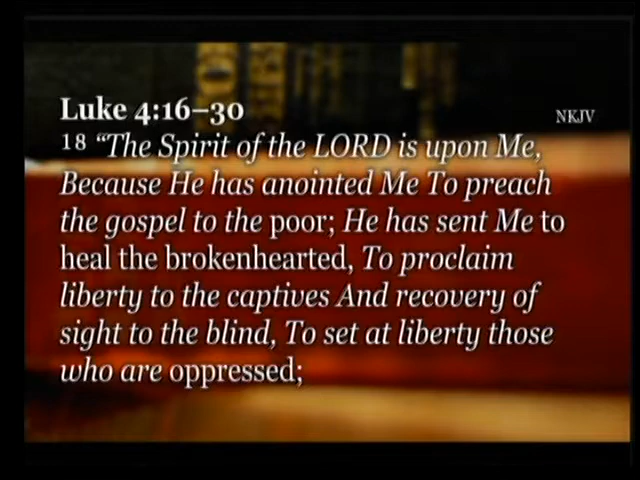 Luke 4:16–30
NKJV
18 “The Spirit of the LORD is upon Me,
Because He has anointed Me To preach
the gospel to the poor; He has sent Me to
heal the brokenhearted, To proclaim
liberty to the captives And recovery of
sight to the blind, To set at liberty those
who are oppressed;